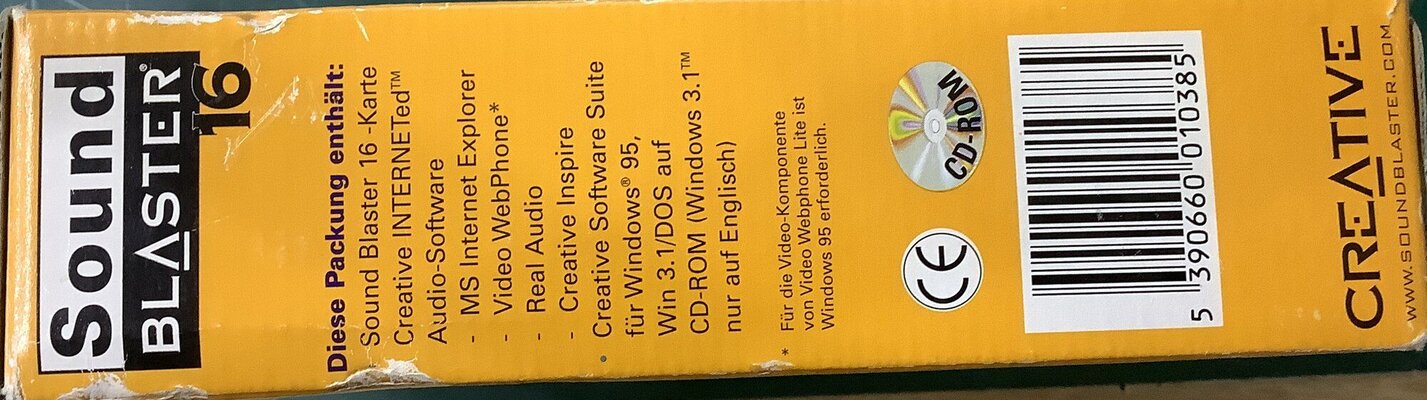 Sound
BLASTER®
16
Diese Packung enthält:
Sound Blaster 16 -Karte
Creative INTERNETed™
Audio-Software
- MS Internet Explorer
- Video WebPhone*
- Real Audio
- Creative Inspire
• Creative Software Suite
für Windows® 95,
Win 3.1/DOS auf
CD-ROM (Windows 3.1™
nur auf Englisch)
* Für die Video-Komponente
von Video Webphone Lite ist
Windows 95 erforderlich.
CE
CD-ROM
5 390660 010385
CREATIVE
WWW.SOUNDBLASTER.COM